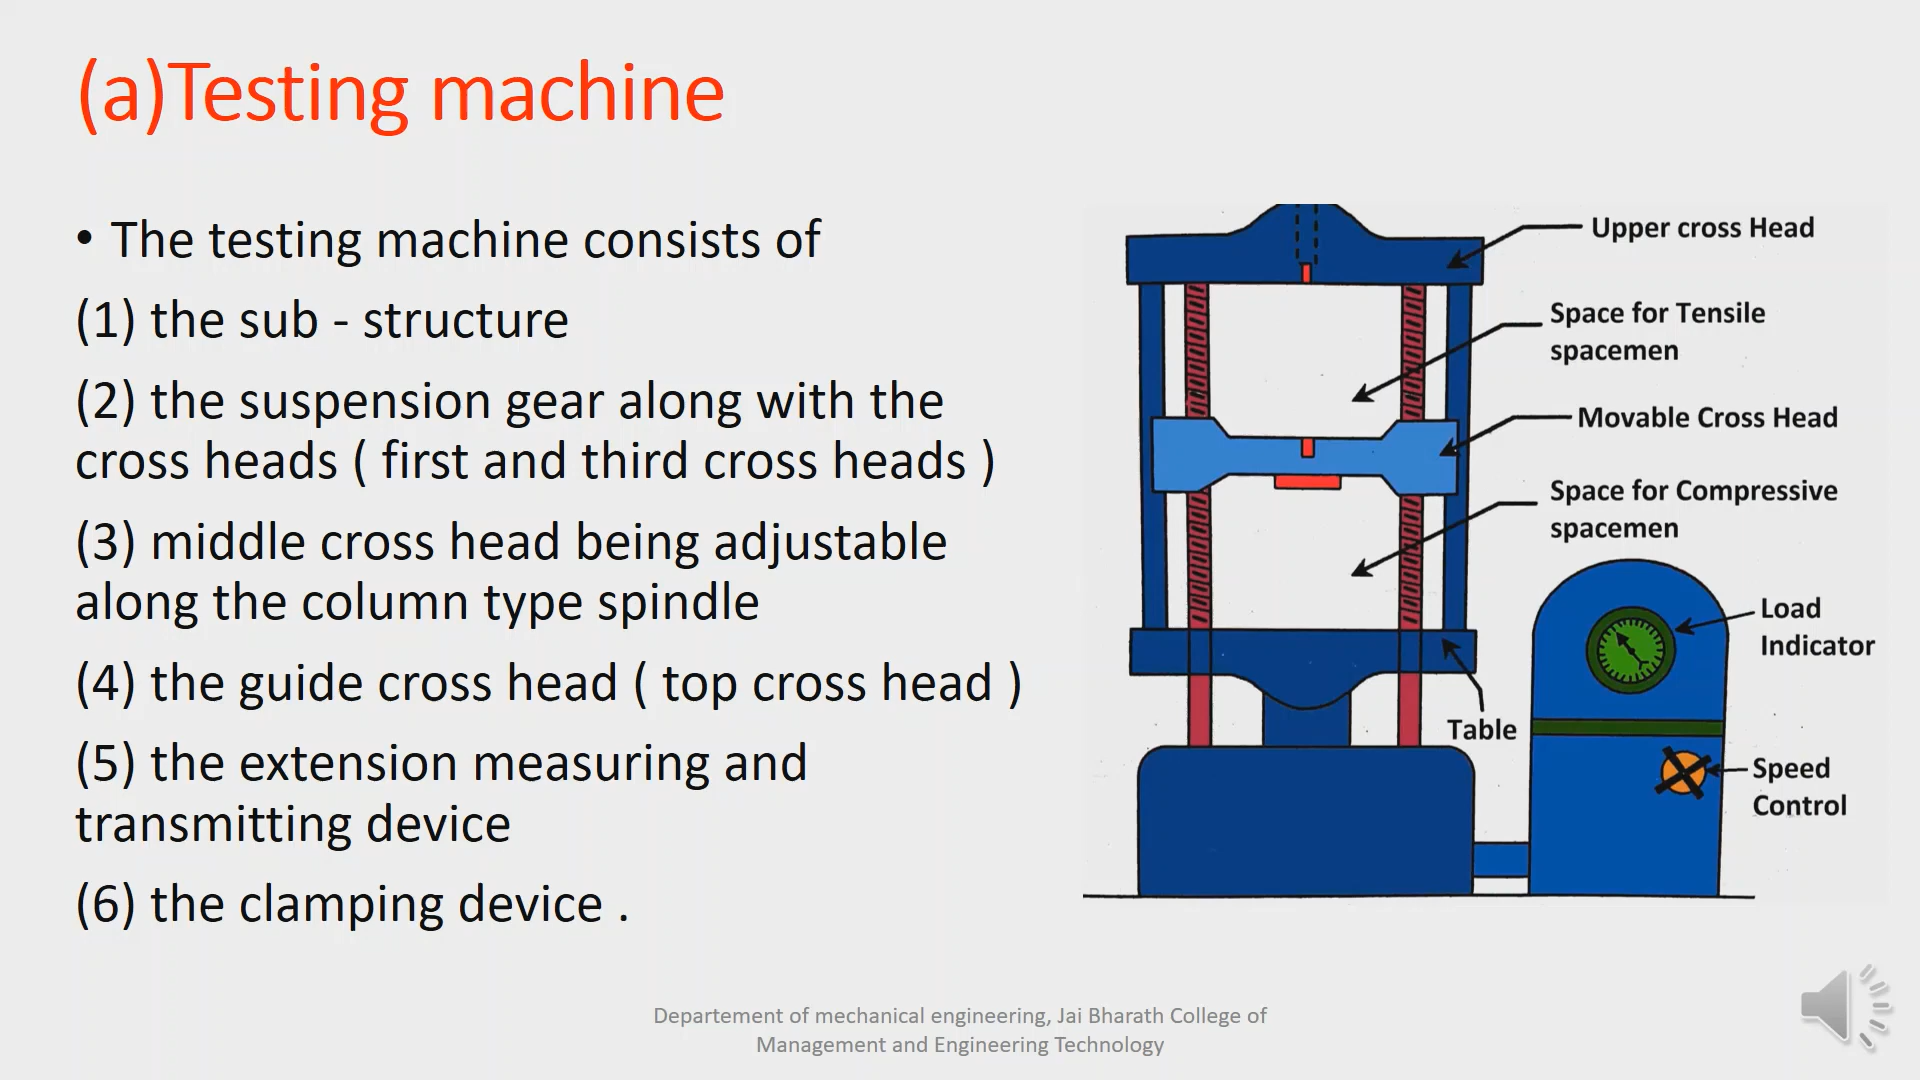 (a)Testing machine
• The testing machine consists of
(1) the sub - structure
(2) the suspension gear along with the
cross heads ( first and third cross heads )
(3) middle cross head being adjustable
along the column type spindle
(4) the guide cross head ( top cross head )
(5) the extension measuring and
transmitting device
(6) the clamping device .
Upper cross Head
Space for Tensile
spacemen
Movable Cross Head
Space for Compressive
spacemen
Load
Indicator
Table
Speed
Control
Departement of mechanical engineering, Jai Bharath College of
Management and Engineering Technology